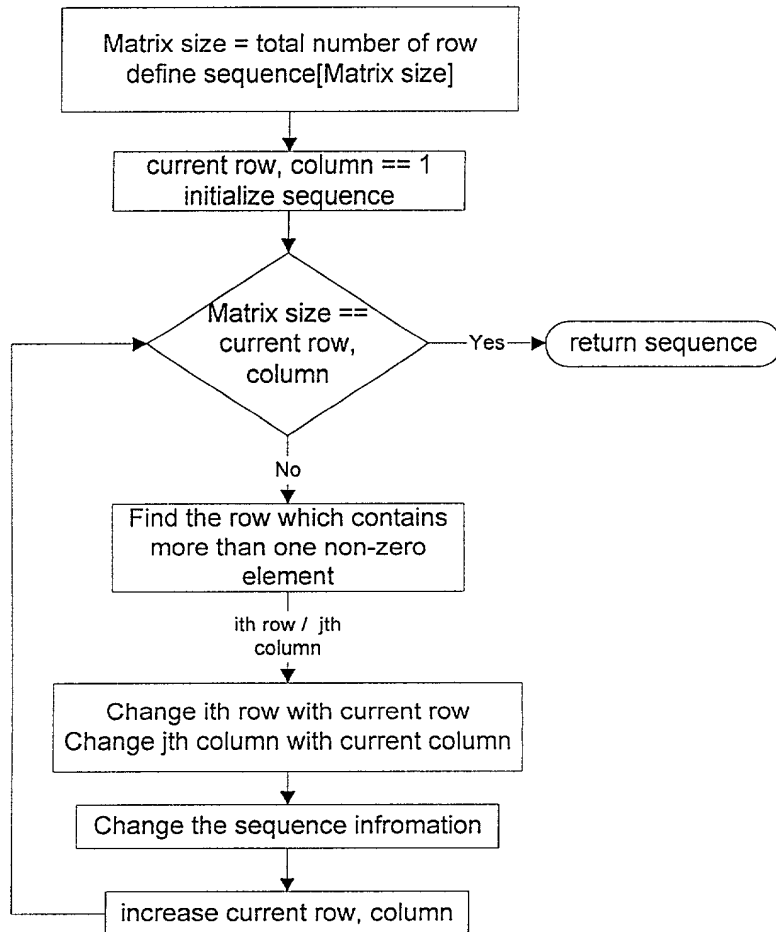 Matrix size = total number of row
define sequence[Matrix size]
current row, column == 1
initialize sequence
Matrix size ==
current row,
column
Yes
return sequence
No
Find the row which contains
more than one non-zero
element
ith row / jth
column
Change ith row with current row
Change jth column with current column
Change the sequence infromation
increase current row, column